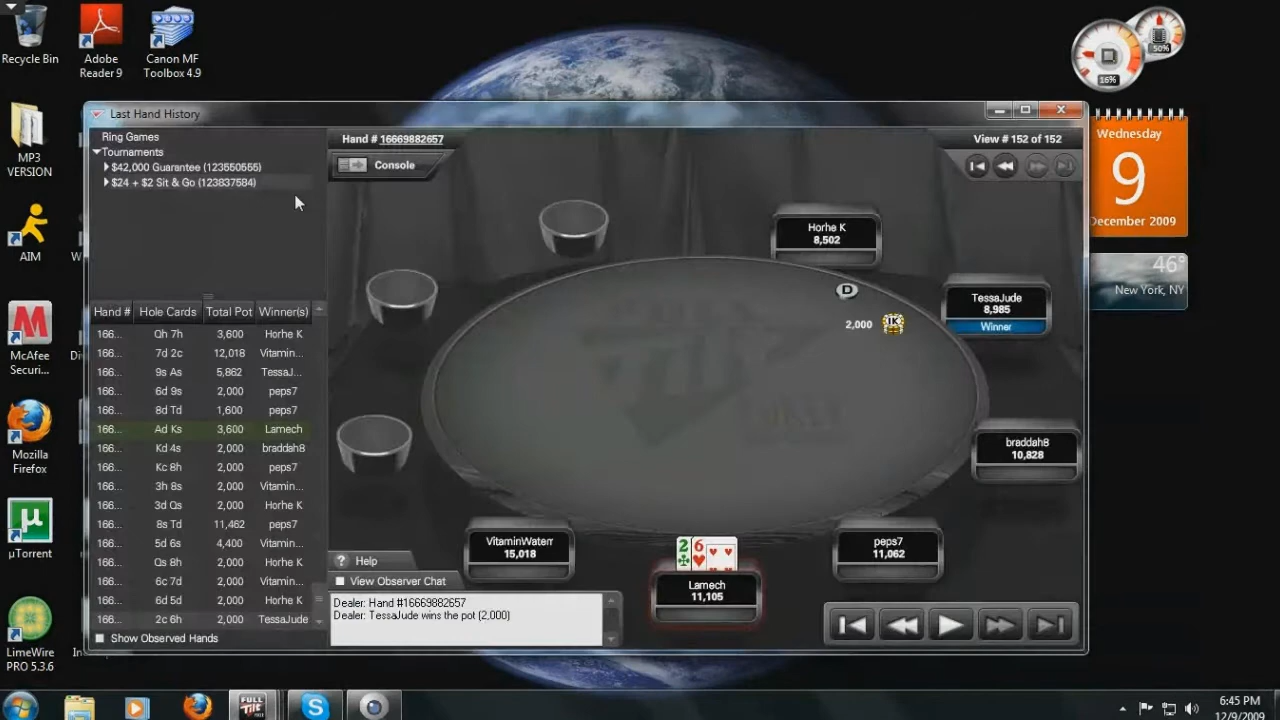 Recycle Bin
Adobe
Reader 9
Canon MF
Toolbox 4.9
MP3
VERSION
AIM
McAfee
Securi...
Mozilla
Firefox
µTorrent
LimeWire
PRO 5.3.6
Last Hand History
Ring Games
Tournaments
$42,000 Guarantee (123550555)
$24 + $2 Sit & Go (123837584)
Hand # Hole Cards Total Pot Winner(s)
166... Qh 7h 3,600 Horhe K
166... 7d 2c 12,018 Vitamin...
166... 9s As 5,862 TessaJ...
166... 6d 9s 2,000 peps7
166... 8d Td 1,600 peps7
166... Ad Ks 3,600 Lamech
166... Kd 4s 2,000 braddah8
166... Kc 8h 2,000 peps7
166... 3h 8s 2,000 Vitamin...
166... 3d Qs 2,000 Horhe K
166... 8s Td 11,462 peps7
166... 5d 6s 4,400 Vitamin...
166... Qs 8h 2,000 Horhe K
166... 6c 7d 2,000 Vitamin...
166... 6d 5d 2,000 Horhe K
166... 2c 6h 2,000 TessaJude
Show Observed Hands
Hand # 16669882657
View # 152 of 152
Console
Horhe K
8,502
D
TessaJude
8,985
Winner
2,000
1K
braddah8
10,828
peps7
11,062
2 6
Lamech
11,105
VitaminWaterr
15,018
Help
View Observer Chat
Dealer: Hand #16669882657
Dealer: TessaJude wins the pot (2,000)
16%
50%
Wednesday
9
December 2009
46°
New York, NY
FULL
TILT
6:45 PM
12/9/2009